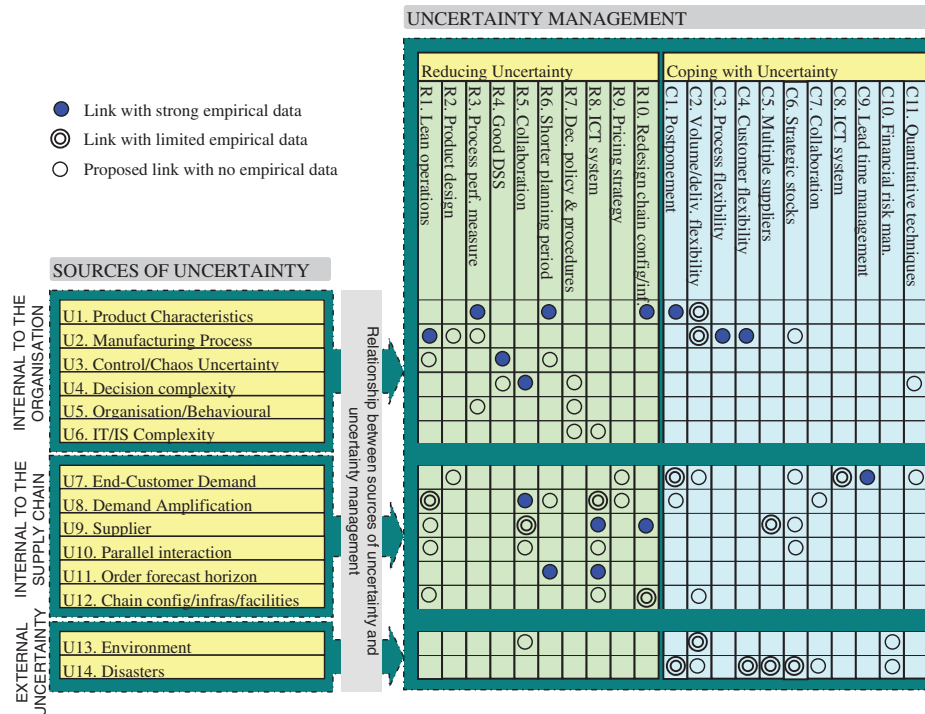 UNCERTAINTY MANAGEMENT
Reducing Uncertainty
Coping with Uncertainty
R1. Lean operations
R2. Product design
R3. Process perf. measure
R4. Good DSS
R5. Collaboration
R6. Shorter planning period
R7. Dec. policy & procedures
R8. ICT system
R9. Pricing strategy
R10. Redesign chain config/inf.
C1. Postponement
C2. Volume/deliv. flexibility
C3. Process flexibility
C4. Customer flexibility
C5. Multiple suppliers
C6. Strategic stocks
C7. Collaboration
C8. ICT system
C9. Lead time management
C10. Financial risk man.
C11. Quantitative techniques
Link with strong empirical data
Link with limited empirical data
Proposed link with no empirical data
SOURCES OF UNCERTAINTY
INTERNAL TO THE
ORGANISATION
U1. Product Characteristics
U2. Manufacturing Process
U3. Control/Chaos Uncertainty
U4. Decision complexity
U5. Organisation/Behavioural
U6. IT/IS Complexity
INTERNAL TO THE
SUPPLY CHAIN
U7. End-Customer Demand
U8. Demand Amplification
U9. Supplier
U10. Parallel interaction
U11. Order forecast horizon
U12. Chain config/infras/facilities
EXTERNAL
UNCERTAINTY
U13. Environment
U14. Disasters
Relationship between sources of uncertainty and
uncertainty management